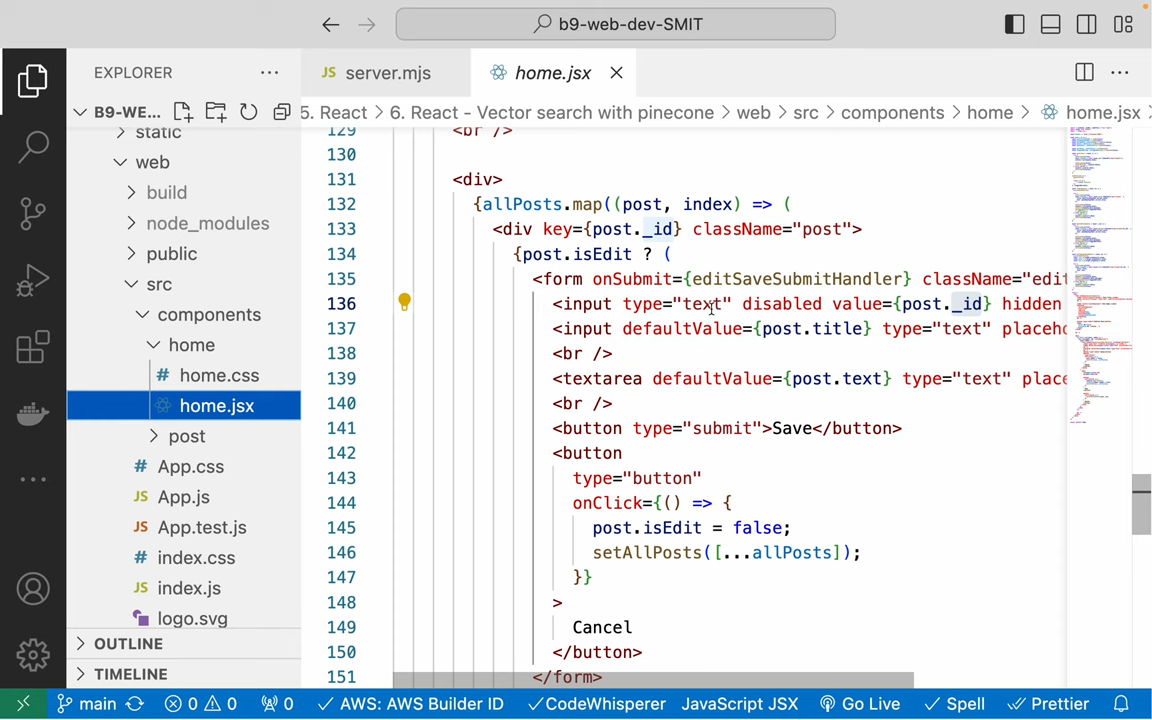 b9-web-dev-SMIT
EXPLORER
JS server.mjs
home.jsx
B9-WE...
5. React > 6. React - Vector search with pinecone > web > src > components > home > home.jsx
static
web
build
node_modules
public
src
components
home
# home.css
home.jsx
post
# App.css
JS App.js
JS App.test.js
# index.css
JS index.js
logo.svg
OUTLINE
TIMELINE
129 <br />
130
131 <div>
132 {allPosts.map((post, index) => (
133 <div key={post._id} className="post">
134 {post.isEdit ? (
135 <form onSubmit={editSaveSubmitHandler} className="edi
136 <input type="text" disabled value={post._id} hidden
137 <input defaultValue={post.title} type="text" placeho
138 <br />
139 <textarea defaultValue={post.text} type="text" place
140 <br />
141 <button type="submit">Save</button>
142 <button
143 type="button"
144 onClick={() => {
145 post.isEdit = false;
146 setAllPosts([...allPosts]);
147 }}
148 >
149 Cancel
150 </button>
151 </form>
main 0 0 0 AWS: AWS Builder ID CodeWhisperer JavaScript JSX Go Live Spell Prettier